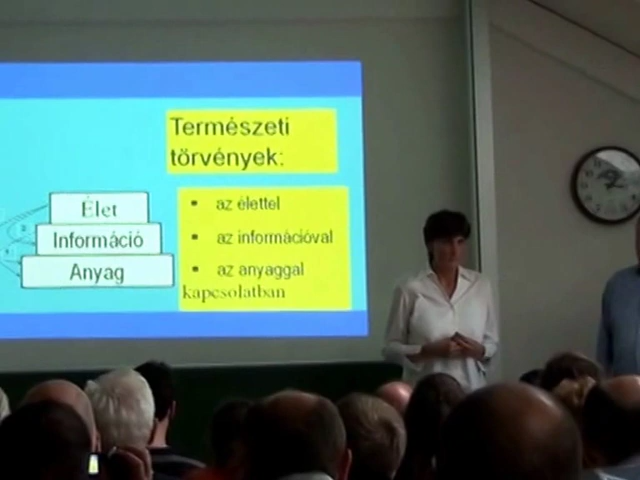 Természeti
törvények:
Élet
Információ
Anyag
az élettel
az információval
az anyaggal
kapcsolatban